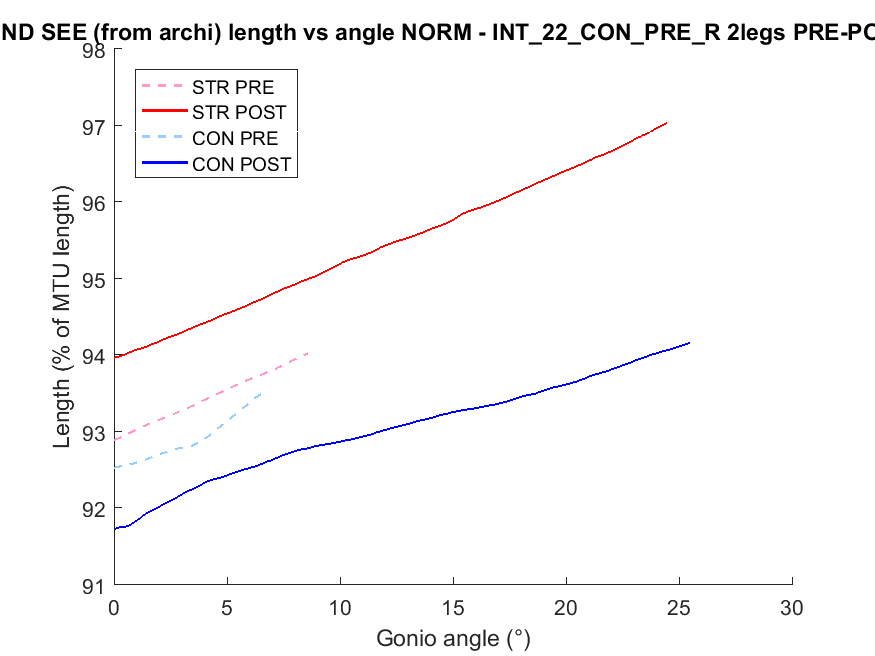 ND SEE (from archi) length vs angle NORM - INT_22_CON_PRE_R 2legs PRE-PO
98
97
96
95
94
93
92
91
Length (% of MTU length)
STR PRE
STR POST
CON PRE
CON POST
0 5 10 15 20 25 30
Gonio angle (°)